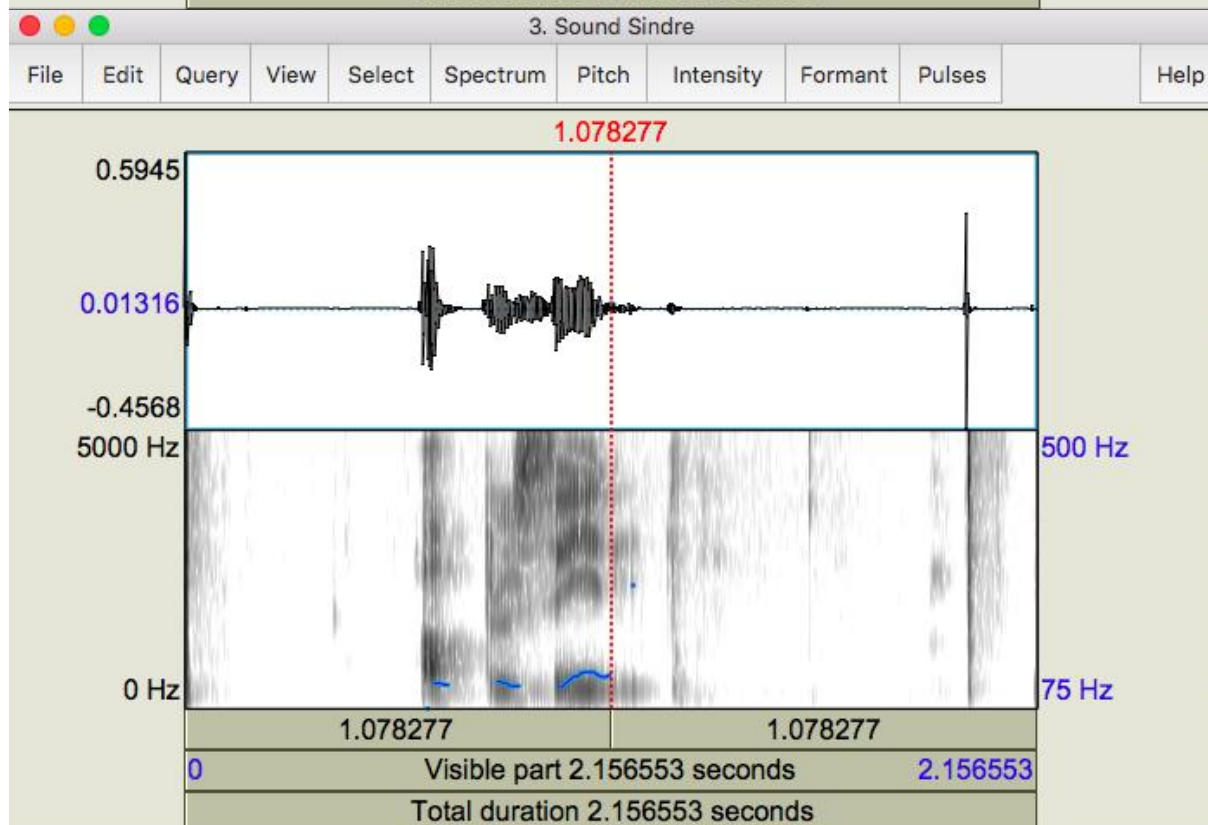 3. Sound Sindre
File Edit Query View Select Spectrum Pitch Intensity Formant Pulses Help
1.078277
0.5945
0.01316
-0.4568
5000 Hz 500 Hz
0 Hz 75 Hz
1.078277 1.078277
0 Visible part 2.156553 seconds 2.156553
Total duration 2.156553 seconds